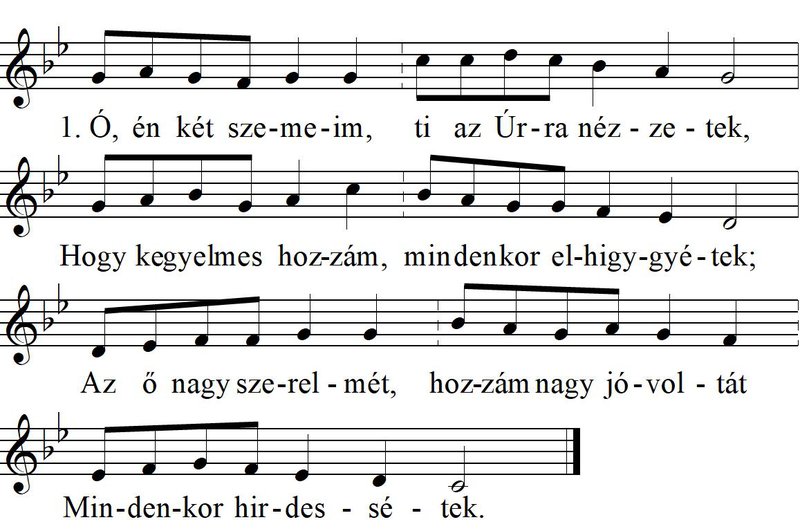 1. Ó, én két sze-me-im, ti az Úr-ra néz-ze-tek,
Hogy kegyelmes hoz-zám, mindenkor el-higy-gyé-tek;
Az ő nagy sze-rel-mét, hoz-zám nagy jó-vol-tát
Min-den-kor hir-des-sé-tek.